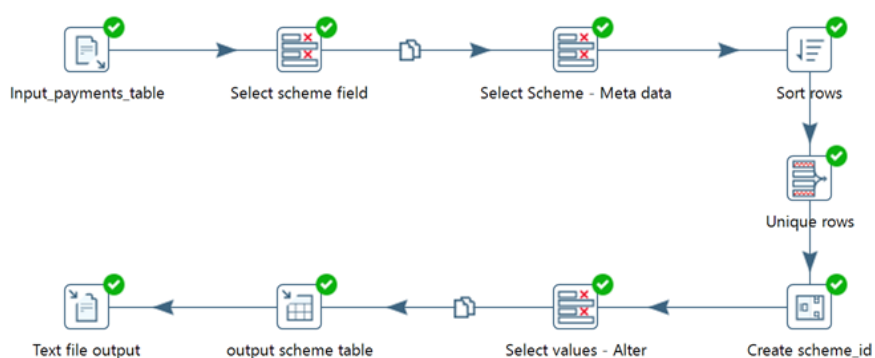 Input_payments_table
Select scheme field
Select Scheme - Meta data
Sort rows
Unique rows
Text file output
output scheme table
Select values - Alter
Create scheme_id